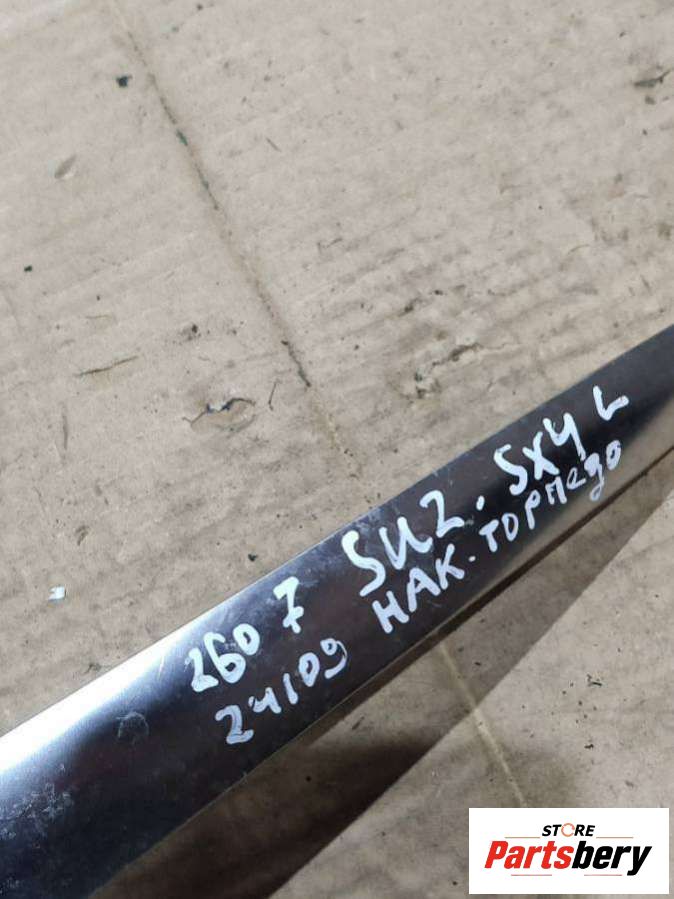 2607 SUZ. SX4 L
24109 НАК. ТОРПЕДО
STORE
Partsbery